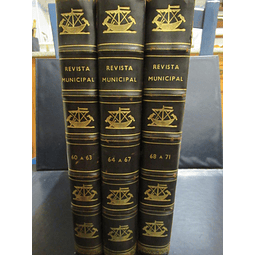 REVISTA
MUNICIPAL
60 A 63
REVISTA
MUNICIPAL
64 A 67
REVISTA
MUNICIPAL
68 A 71